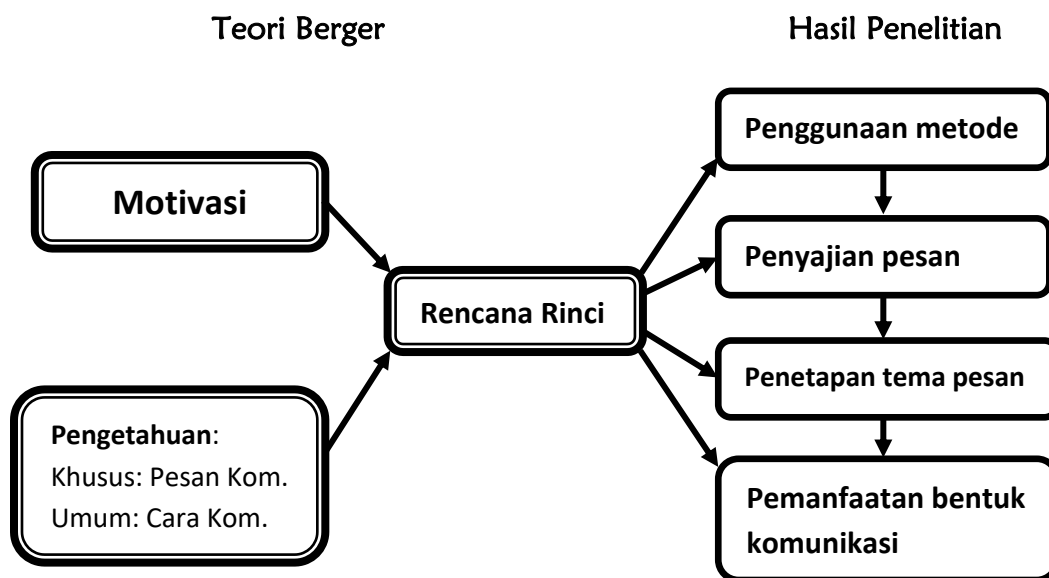 Teori Berger
Hasil Penelitian
Motivasi
Pengetahuan:
Khusus: Pesan Kom.
Umum: Cara Kom.
Rencana Rinci
Penggunaan metode
Penyajian pesan
Penetapan tema pesan
Pemanfaatan bentuk
komunikasi